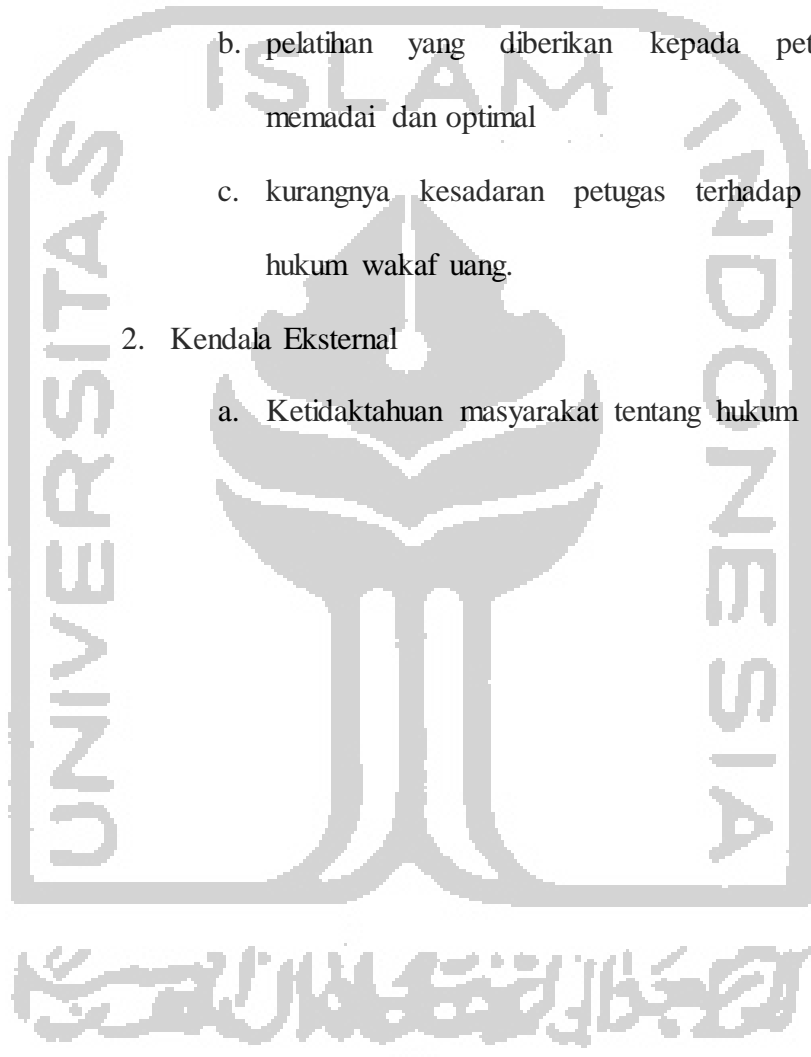 b. pelatihan yang diberikan kepada
memadai dan optimal
c. kurangnya kesadaran petugas terhadap
hukum wakaf uang.
2. Kendala Eksternal
a. Ketidaktahuan masyarakat tentang hukum
UNIVERSITAS
ISLAM
INDONESIA